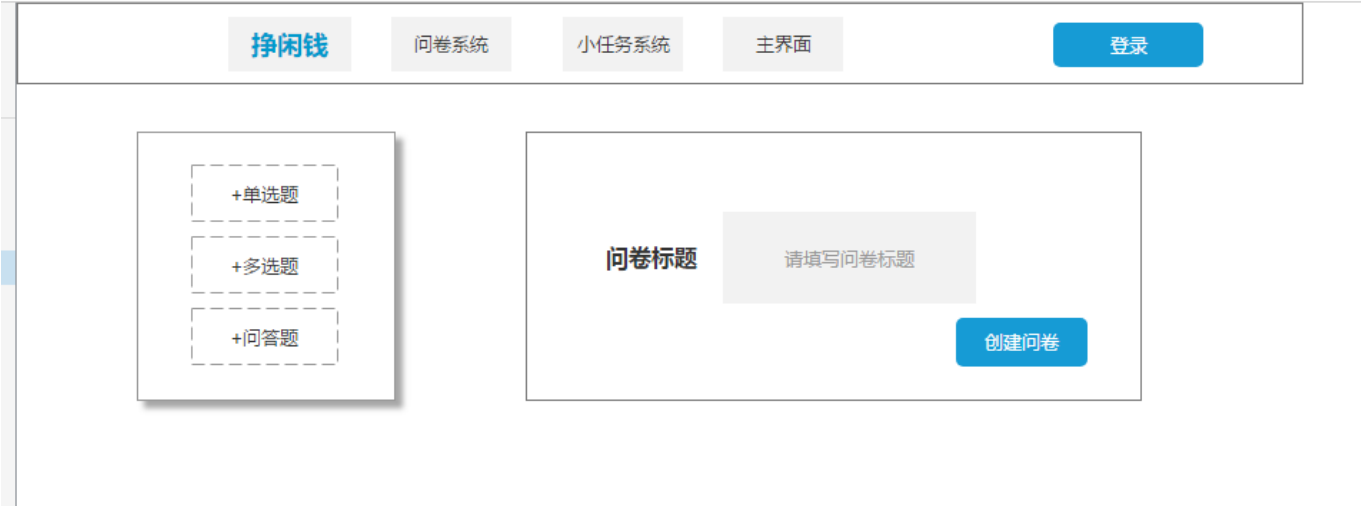 挣闲钱
问卷系统
小任务系统
主界面
登录
+单选题
+多选题
+问答题
问卷标题
请填写问卷标题
创建问卷